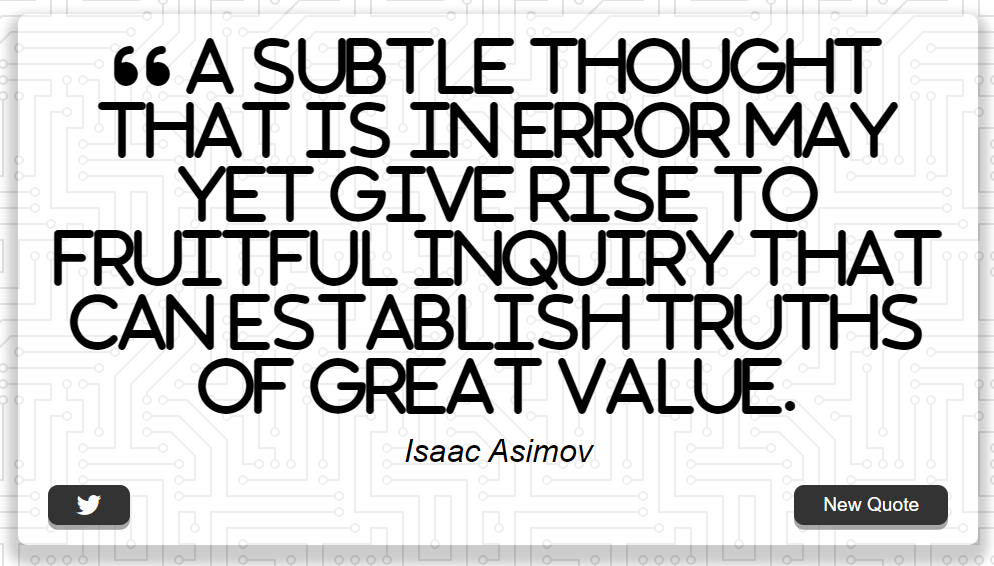 ❝ A SUBTLE THOUGHT
THAT IS IN ERROR MAY
YET GIVE RISE TO
FRUITFUL INQUIRY THAT
CAN ESTABLISH TRUTHS
OF GREAT VALUE.
Isaac Asimov
New Quote